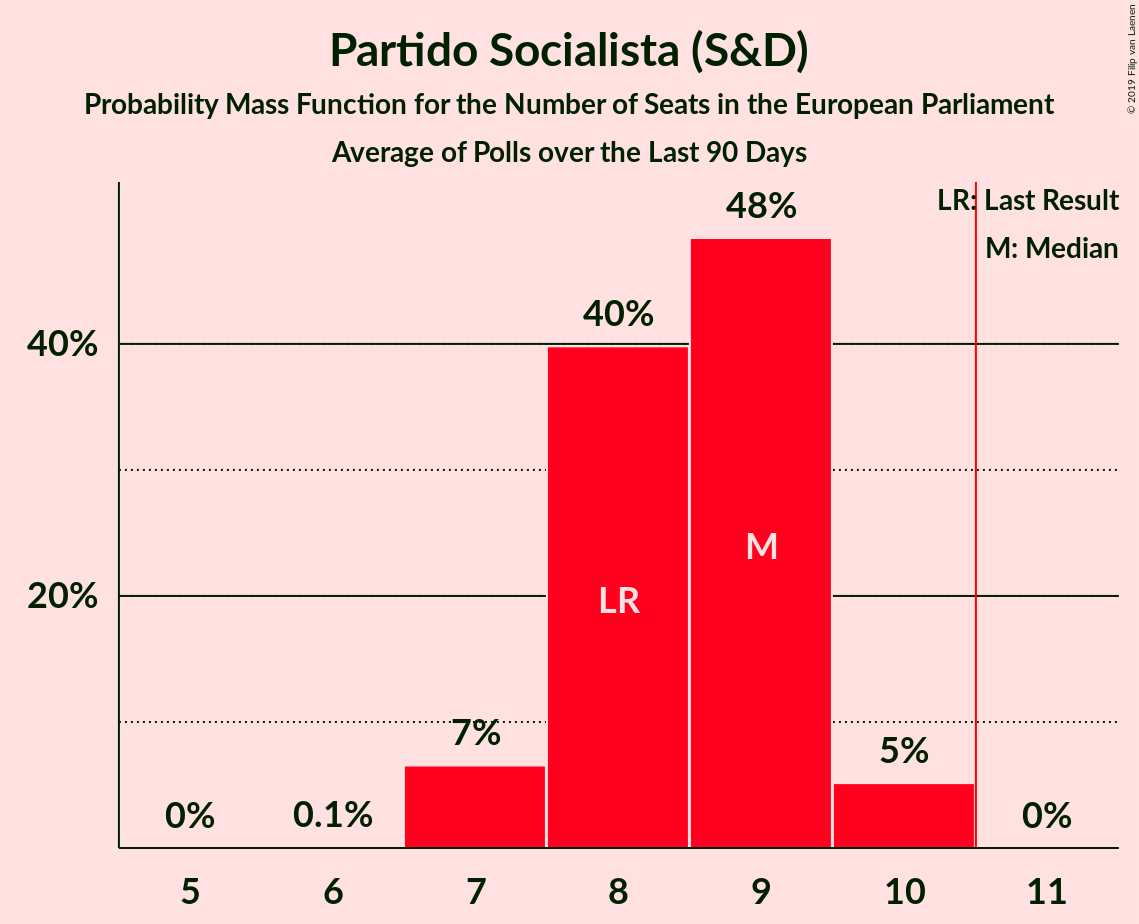 Partido Socialista (S&D)
Probability Mass Function for the Number of Seats in the European Parliament
Average of Polls over the Last 90 Days
© 2019 Filip van Laenen
LR: Last Result
M: Median
48%
40%
40%
20%
LR
M
7%
5%
0%
0.1%
0%
5 6 7 8 9 10 11